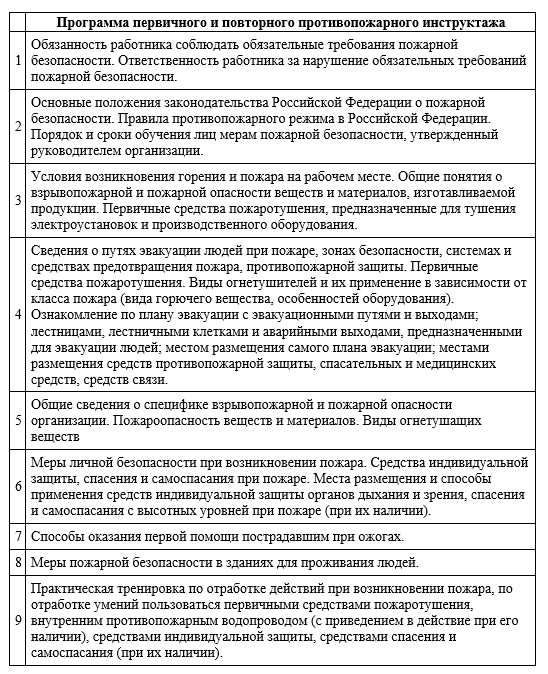 Программа первичного и повторного противопожарного инструктажа
1 Обязанность работника соблюдать обязательные требования пожарной
безопасности. Ответственность работника за нарушение обязательных требований
пожарной безопасности.
2 Основные положения законодательства Российской Федерации о пожарной
безопасности. Правила противопожарного режима в Российской Федерации.
Порядок и сроки обучения лиц мерам пожарной безопасности, утвержденный
руководителем организации.
3 Условия возникновения горения и пожара на рабочем месте. Общие понятия о
взрывопожарной и пожарной опасности веществ и материалов, изготавливаемой
продукции. Первичные средства пожаротушения, предназначенные для тушения
электроустановок и производственного оборудования.
4 Сведения о путях эвакуации людей при пожаре, зонах безопасности, системах и
средствах предотвращения пожара, противопожарной защиты. Первичные
средства пожаротушения. Виды огнетушителей и их применение в зависимости от
класса пожара (вида горючего вещества, особенностей оборудования).
Ознакомление по плану эвакуации с эвакуационными путями и выходами;
лестницами, лестничными клетками и аварийными выходами, предназначенными
для эвакуации людей; местом размещения самого плана эвакуации; местами
размещения средств противопожарной защиты, спасательных и медицинских
средств, средств связи.
5 Общие сведения о специфике взрывопожарной и пожарной опасности
организации. Пожароопасность веществ и материалов. Виды огнетушащих
веществ
6 Меры личной безопасности при возникновении пожара. Средства индивидуальной
защиты, спасения и самоспасания при пожаре. Места размещения и способы
применения средств индивидуальной защиты органов дыхания и зрения, спасения
и самоспасания с высотных уровней при пожаре (при их наличии).
7 Способы оказания первой помощи пострадавшим при ожогах.
8 Меры пожарной безопасности в зданиях для проживания людей.
9 Практическая тренировка по отработке действий при возникновении пожара, по
отработке умений пользоваться первичными средствами пожаротушения,
внутренним противопожарным водопроводом (с приведением в действие при его
наличии), средствами индивидуальной защиты, средствами спасения и
самоспасания (при их наличии).